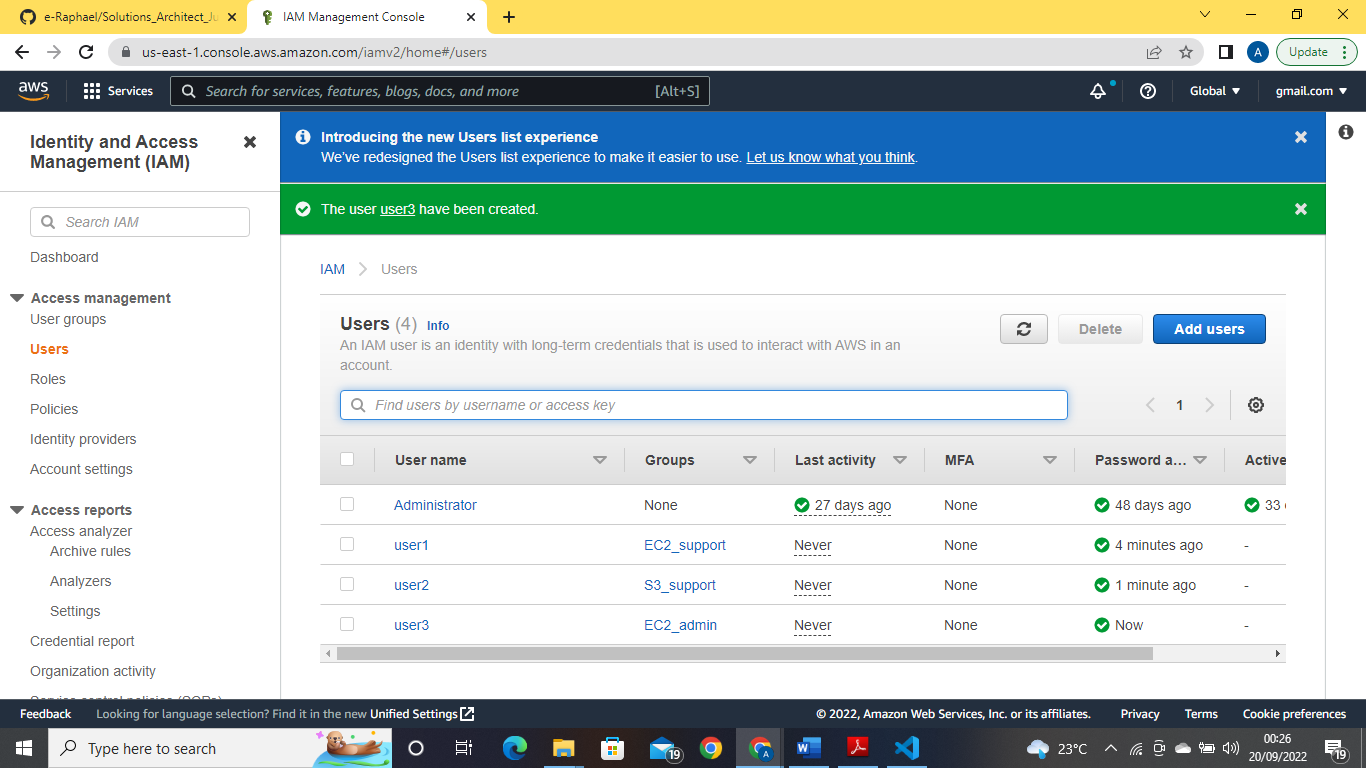 e-Raphael/Solutions_Architect_Ju
IAM Management Console
us-east-1.console.aws.amazon.com/iamv2/home#/users
A
Update
aws
Services
Search for services, features, blogs, docs, and more
[Alt+S]
Global
gmail.com
Identity and Access
Management (IAM)
Search IAM
Dashboard
Access management
User groups
Users
Roles
Policies
Identity providers
Account settings
Access reports
Access analyzer
Archive rules
Analyzers
Settings
Credential report
Organization activity
Service control policies (SCPs)
Introducing the new Users list experience
We've redesigned the Users list experience to make it easier to use. Let us know what you think.
The user user3 have been created.
IAM
Users
Users (4) Info
An IAM user is an identity with long-term credentials that is used to interact with AWS in an
account.
Delete
Add users
Find users by username or access key
1
User name Groups Last activity MFA Password a... Active
Administrator None 27 days ago None 48 days ago 33
user1 EC2_support Never None 4 minutes ago -
user2 S3_support Never None 1 minute ago -
user3 EC2_admin Never None Now -
Feedback
Looking for language selection? Find it in the new Unified Settings
© 2022, Amazon Web Services, Inc. or its affiliates.
Privacy
Terms
Cookie preferences
Type here to search
19
A
23°C
00:26
20/09/2022
19